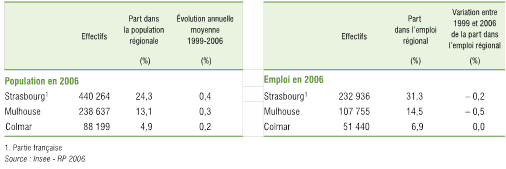 Effectifs
Part dans
la population
régionale
(%)
Évolution annuelle
moyenne
1999-2006
(%)
Population en 2006
Strasbourg1 440 264 24,3 0,4
Mulhouse 238 637 13,1 0,3
Colmar 88 199 4,9 0,2
Effectifs
Part
dans l'emploi
régional
(%)
Variation entre
1999 et 2006
de la part dans
l'emploi régional
(%)
Emploi en 2006
Strasbourg1 232 936 31,3 – 0,2
Mulhouse 107 755 14,5 – 0,5
Colmar 51 440 6,9 0,0
1. Partie française
Source : Insee - RP 2006.